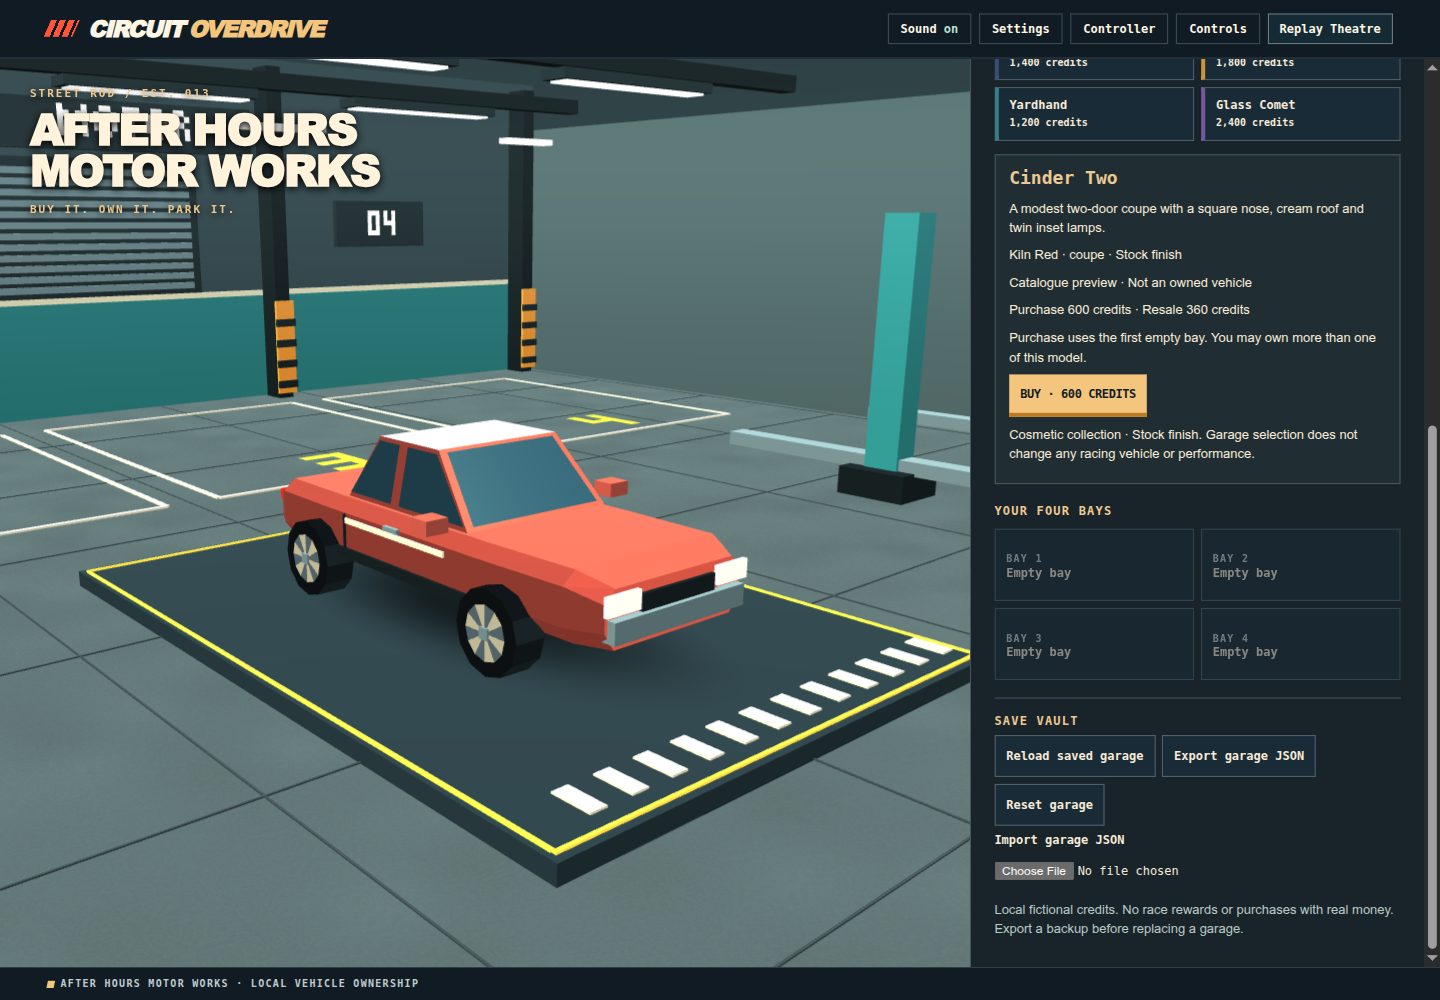 CIRCUIT OVERDRIVE
Sound on
Settings
Controller
Controls
Replay Theatre
STREET ROD / EST. 013
AFTER HOURS
MOTOR WORKS
BUY IT. OWN IT. PARK IT.
04
3
4
1,400 credits
1,800 credits
Yardhand
1,200 credits
Glass Comet
2,400 credits
Cinder Two
A modest two-door coupe with a square nose, cream roof and
twin inset lamps.
Kiln Red · coupe · Stock finish
Catalogue preview · Not an owned vehicle
Purchase 600 credits · Resale 360 credits
Purchase uses the first empty bay. You may own more than one
of this model.
BUY · 600 CREDITS
Cosmetic collection · Stock finish. Garage selection does not
change any racing vehicle or performance.
YOUR FOUR BAYS
BAY 1
Empty bay
BAY 2
Empty bay
BAY 3
Empty bay
BAY 4
Empty bay
SAVE VAULT
Reload saved garage
Export garage JSON
Reset garage
Import garage JSON
Choose File No file chosen
Local fictional credits. No race rewards or purchases with real money.
Export a backup before replacing a garage.
AFTER HOURS MOTOR WORKS · LOCAL VEHICLE OWNERSHIP